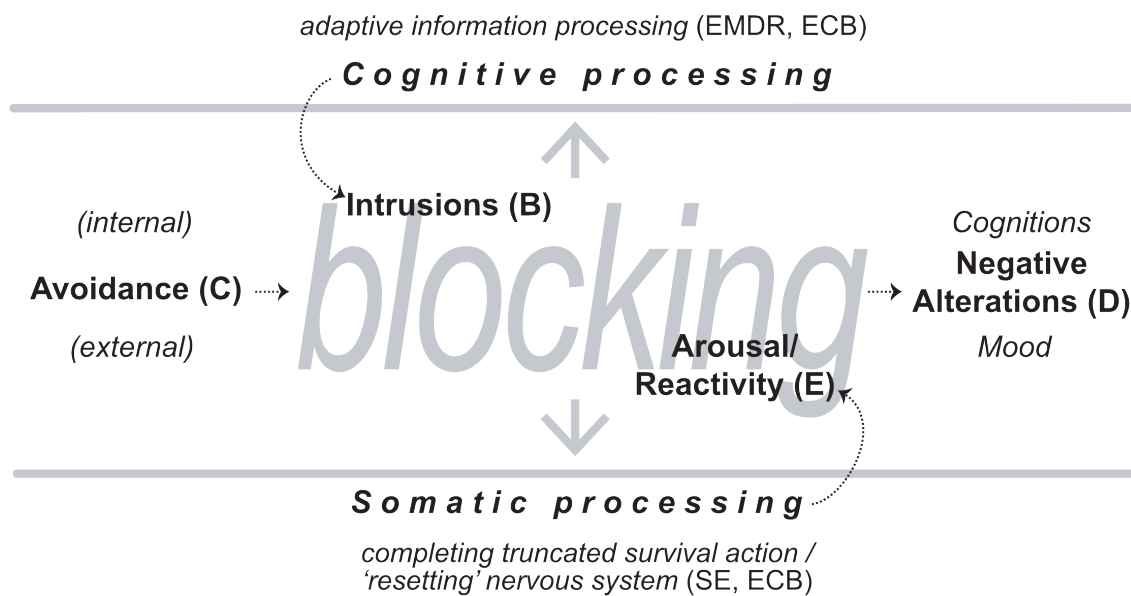 adaptive information processing (EMDR, ECB)
Cognitive processing
Intrusions (B)
(internal)
Avoidance (C)
(external)
blocking
Cognitions
Negative
Alterations (D)
Mood
Arousal/
Reactivity (E)
Somatic processing
completing truncated survival action /
‘resetting’ nervous system (SE, ECB)